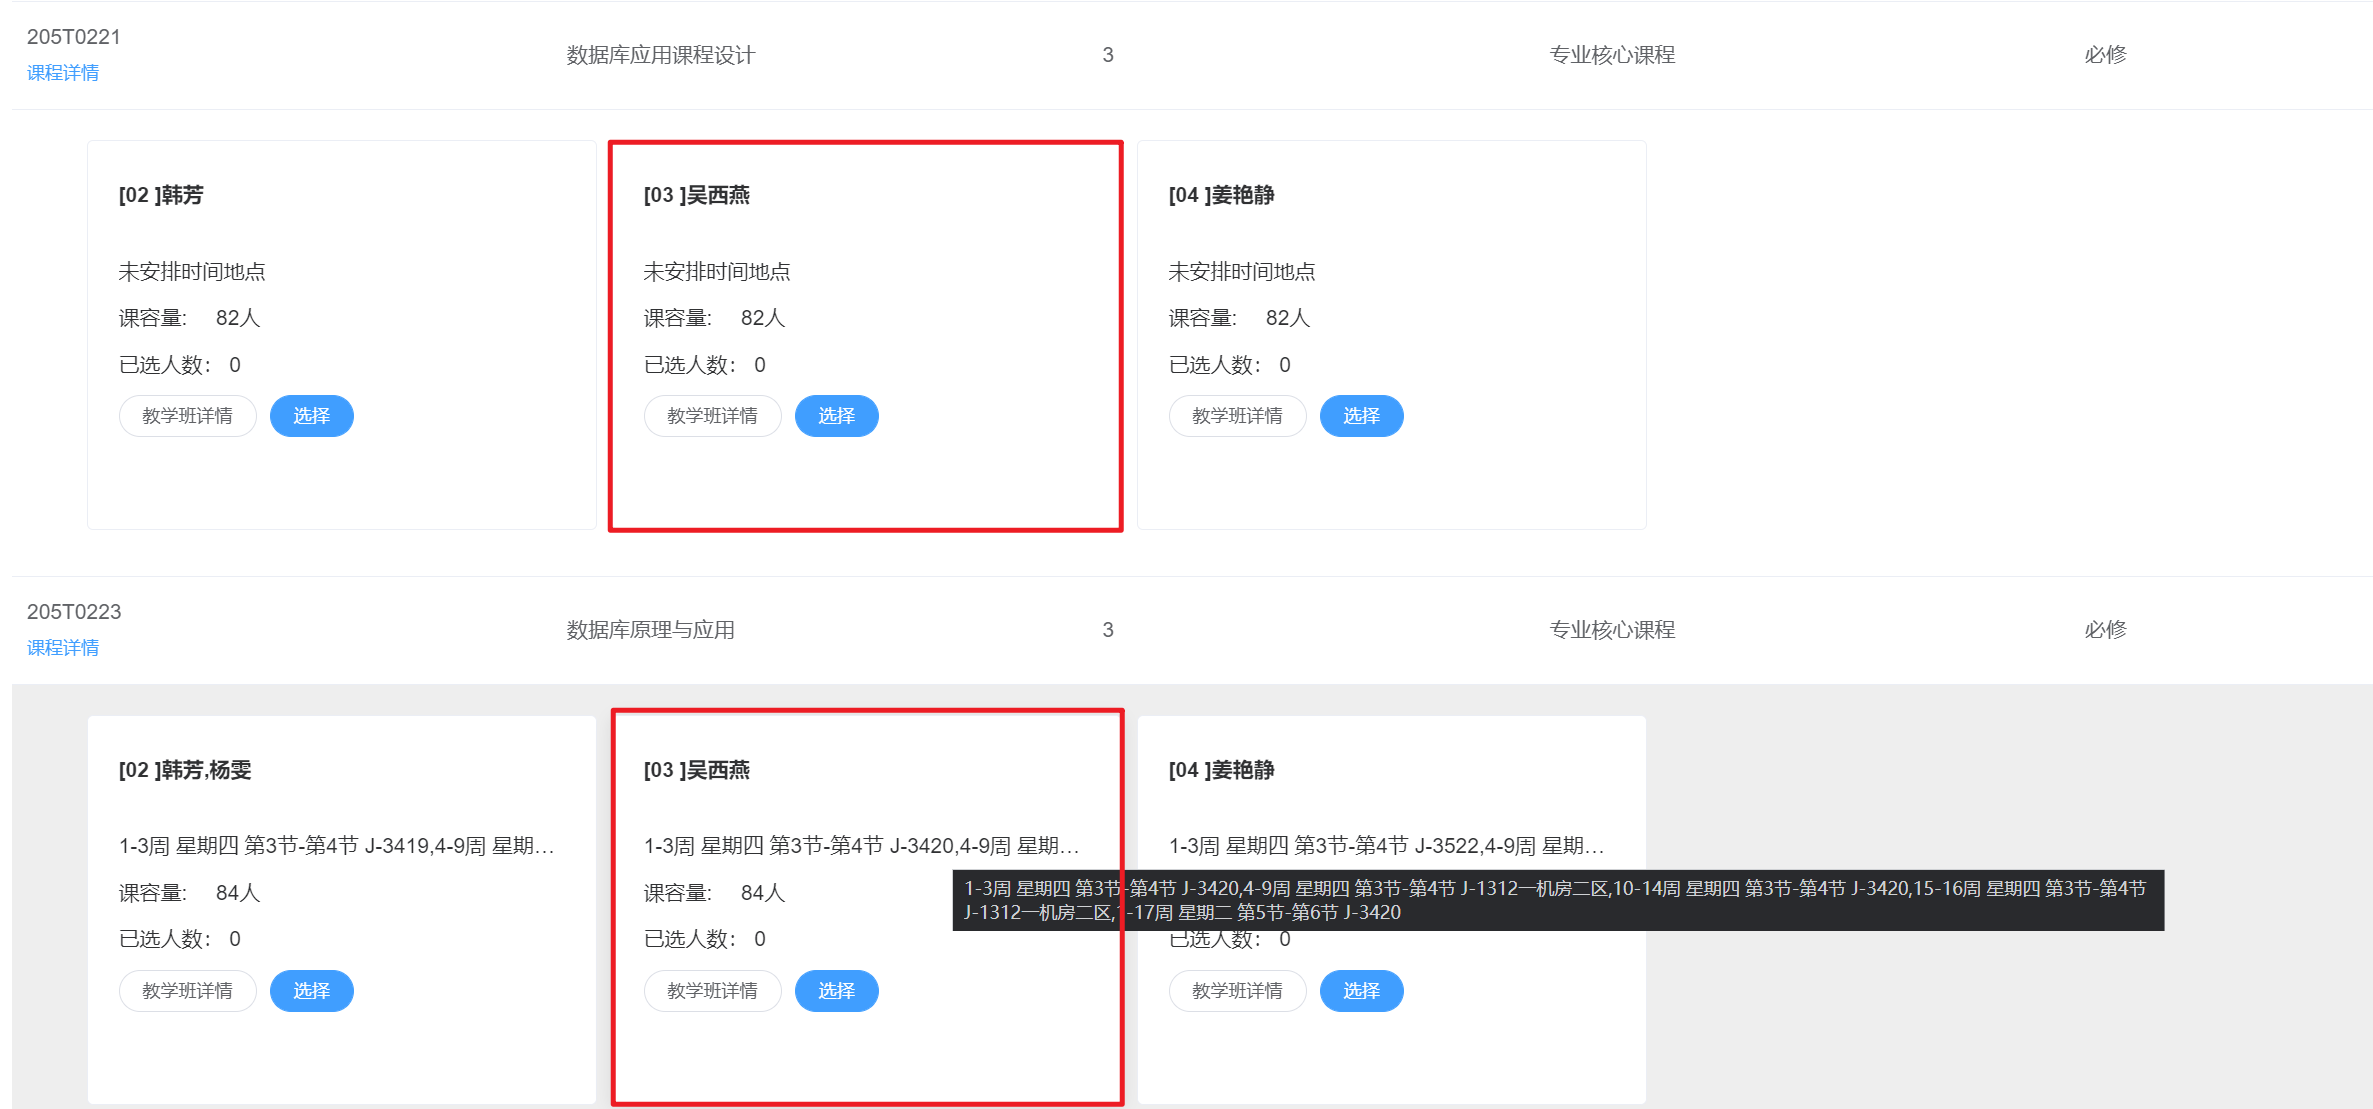 205T0221
课程详情
数据库应用课程设计
3
专业核心课程
必修
[02 ]韩芳
未安排时间地点
课容量: 82人
已选人数: 0
教学班详情 选择
[03 ]吴西燕
未安排时间地点
课容量: 82人
已选人数: 0
教学班详情 选择
[04 ]姜艳静
未安排时间地点
课容量: 82人
已选人数: 0
教学班详情 选择
205T0223
课程详情
数据库原理与应用
3
专业核心课程
必修
[02 ]韩芳,杨雯
1-3周 星期四 第3节-第4节 J-3419,4-9周 星期…
课容量: 84人
已选人数: 0
教学班详情 选择
[03 ]吴西燕
1-3周 星期四 第3节-第4节 J-3420,4-9周 星期…
课容量: 84人
已选人数: 0
教学班详情 选择
[04 ]姜艳静
1-3周 星期四 第3节-第4节 J-3522,4-9周 星期…
1-3周 星期四 第3节-第4节 J-3420,4-9周 星期四 第3节-第4节 J-1312一机房二区,10-14周 星期四 第3节-第4节 J-3420,15-16周 星期四 第3节-第4节
J-1312一机房二区,1-17周 星期二 第5节-第6节 J-3420
已选人数: 0
教学班详情 选择